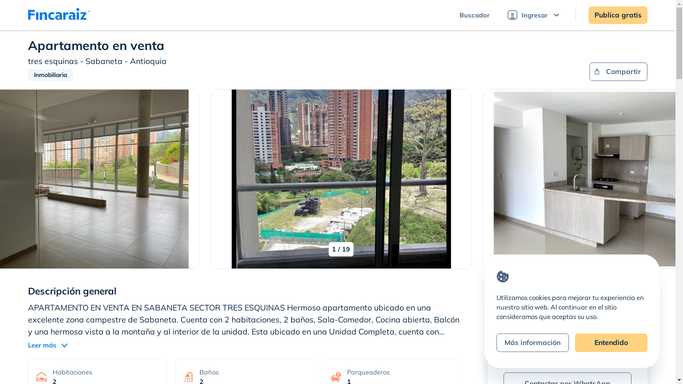 Fincaraiz
Buscador
Ingresar
Publica gratis
Apartamento en venta
tres esquinas - Sabaneta - Antioquia
Inmobiliaria
Compartir
1 / 19
Descripción general
APARTAMENTO EN VENTA EN SABANETA SECTOR TRES ESQUINAS Hermoso apartamento ubicado en una
excelente zona campestre de Sabaneta. Cuenta con 2 habitaciones, 2 baños, Sala-Comedor, Cocina abierta, Balcón
y una hermosa vista a la montaña y al interior de la unidad. Esta ubicado en una Unidad Completa, cuenta con...
Leer más
Habitaciones
2
Baños
2
Parqueaderos
1
Utilizamos cookies para mejorar tu experiencia en
nuestro sitio web. Al continuar en el sitio
consideramos que aceptas su uso.
Más información
Entendido
Contactar por WhatsApp